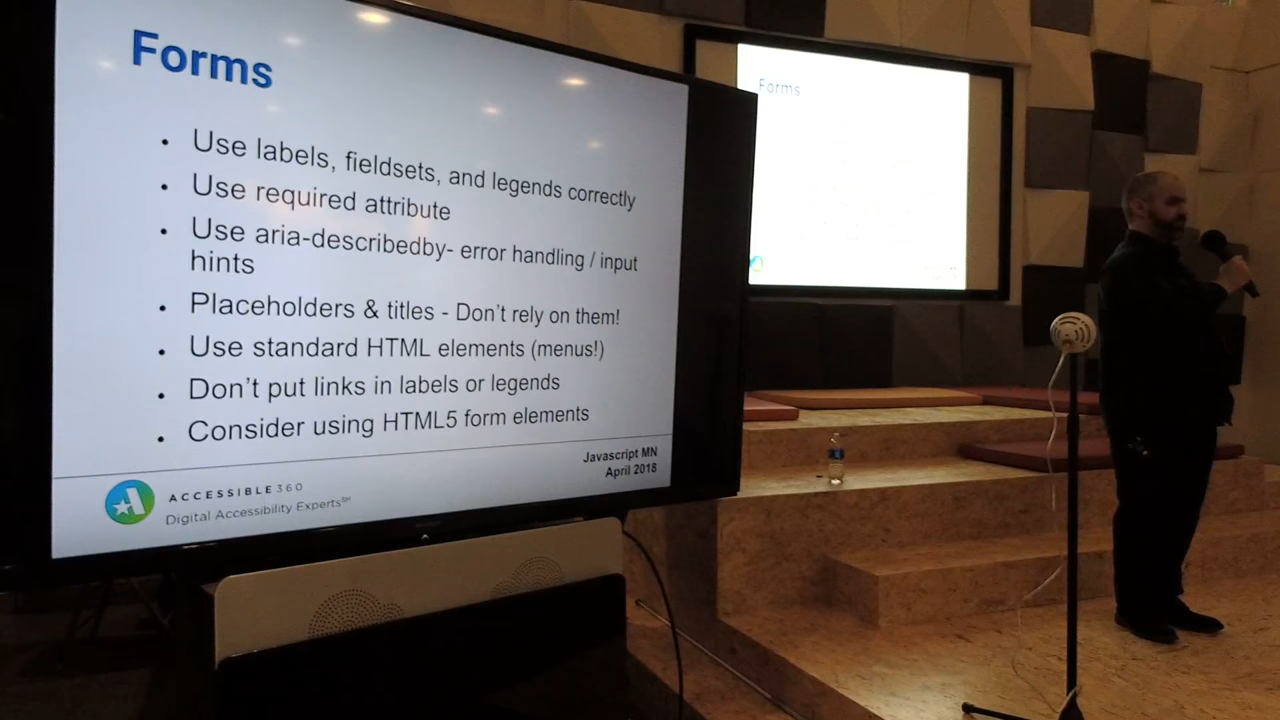 Forms
• Use labels, fieldsets, and legends correctly
• Use required attribute
• Use aria-describedby- error handling / input
hints
• Placeholders & titles - Don't rely on them!
• Use standard HTML elements (menus!)
• Don't put links in labels or legends
• Consider using HTML5 form elements
Javascript MN
April 2018
ACCESSIBLE360
Digital Accessibility Experts℠
Forms